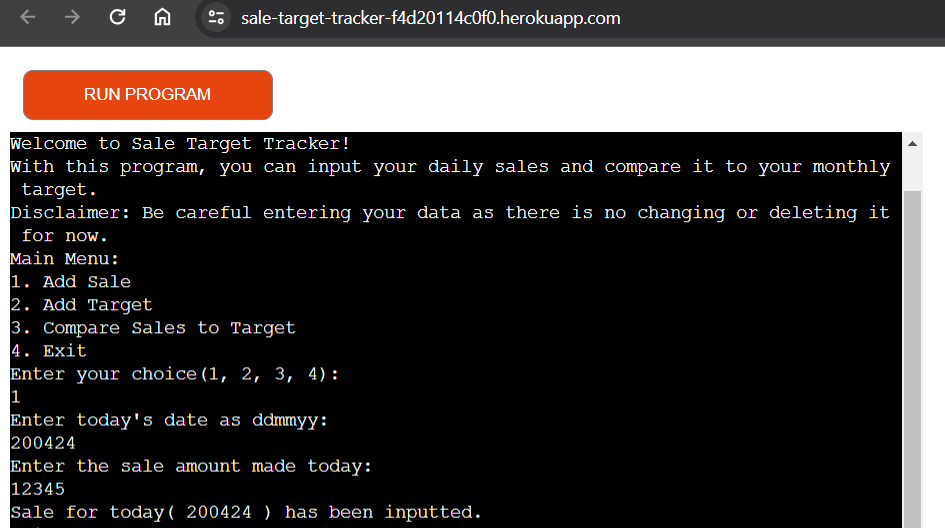 sale-target-tracker-f4d20114c0f0.herokuapp.com
RUN PROGRAM
Welcome to Sale Target Tracker!
With this program, you can input your daily sales and compare it to your monthly
target.
Disclaimer: Be careful entering your data as there is no changing or deleting it
for now.
Main Menu:
1. Add Sale
2. Add Target
3. Compare Sales to Target
4. Exit
Enter your choice(1, 2, 3, 4):
1
Enter today's date as ddmmyy:
200424
Enter the sale amount made today:
12345
Sale for today( 200424 ) has been inputted.